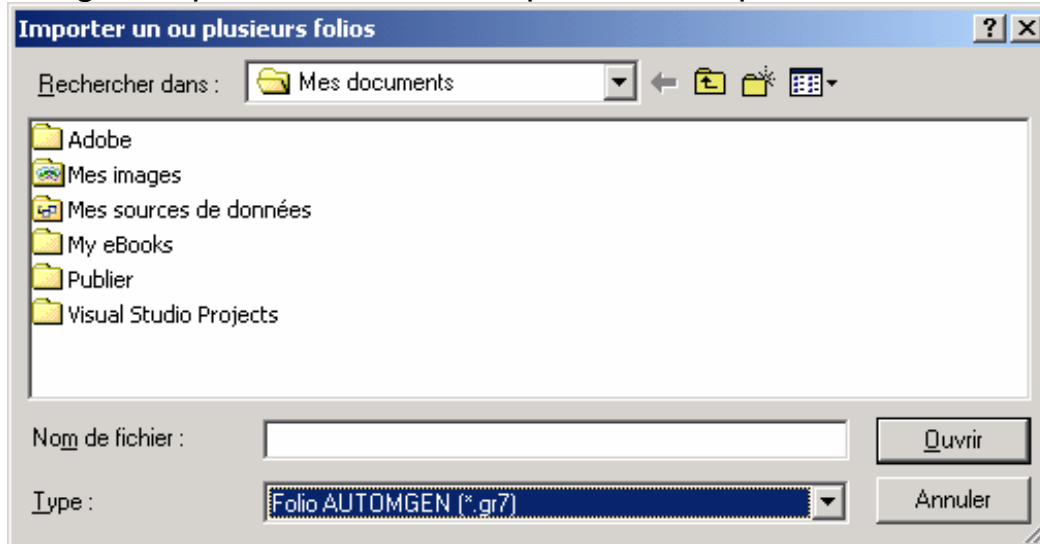 Importer un ou plusieurs folios
Rechercher dans : Mes documents
Adobe
Mes images
Mes sources de données
My eBooks
Publier
Visual Studio Projects
Nom de fichier : Ouvrir
Type : Folio AUTOMGEN (*.gr7) Annuler